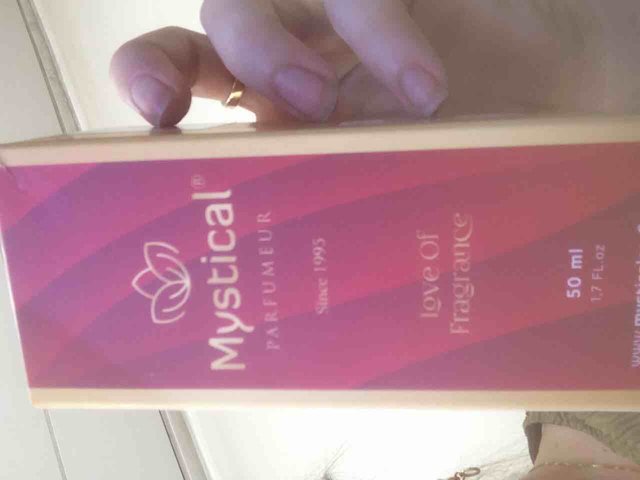 Mystical®
PARFUMEUR
Since 1995
Love Of
Fragrance
50 ml
1,7 FL.oz